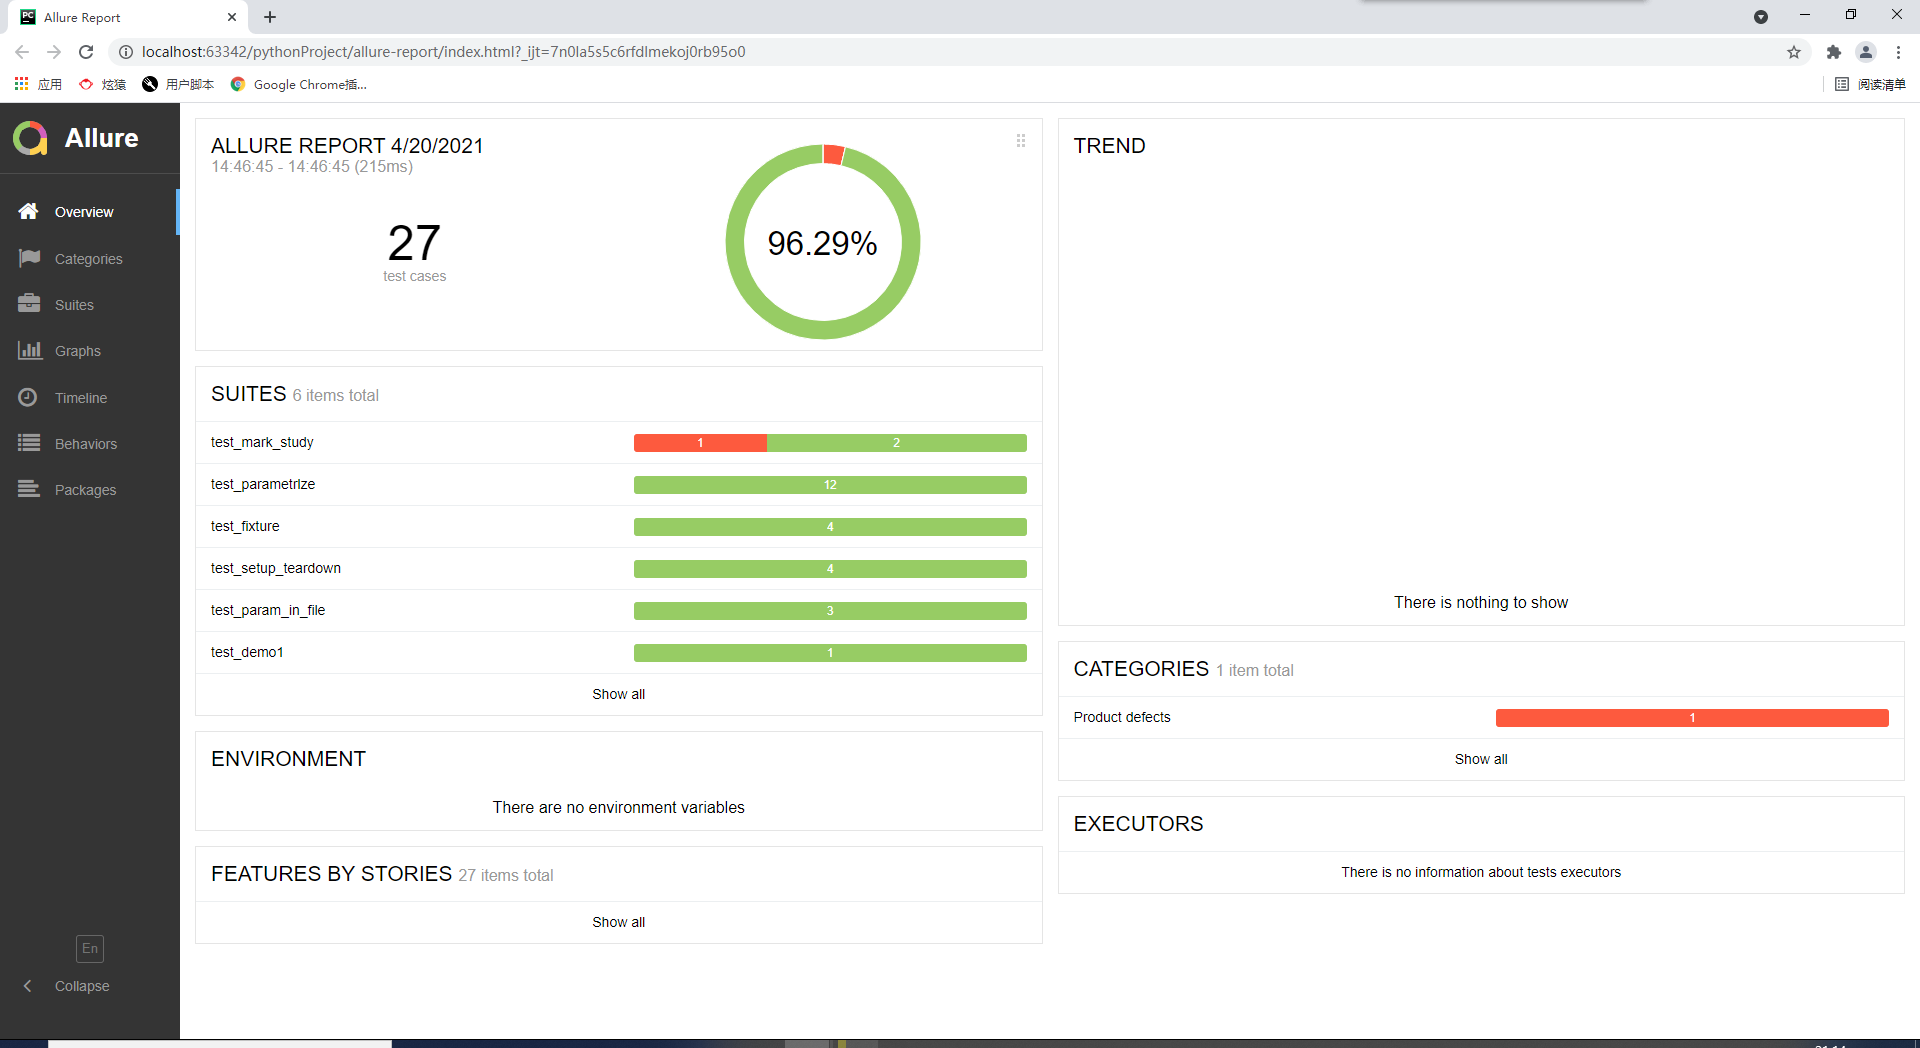 Allure Report
localhost:63342/pythonProject/allure-report/index.html?_ijt=7n0la5s5c6rfdlmekoj0rb95o0
应用 炫猿 用户脚本 Google Chrome插... 阅读清单
Allure
Overview
Categories
Suites
Graphs
Timeline
Behaviors
Packages
En
Collapse
ALLURE REPORT 4/20/2021
14:46:45 - 14:46:45 (215ms)
27
test cases
96.29%
SUITES 6 items total
test_mark_study 1 2
test_parametrize 12
test_fixture 4
test_setup_teardown 4
test_param_in_file 3
test_demo1 1
Show all
ENVIRONMENT
There are no environment variables
FEATURES BY STORIES 27 items total
Show all
TREND
There is nothing to show
CATEGORIES 1 item total
Product defects 1
Show all
EXECUTORS
There is no information about tests executors